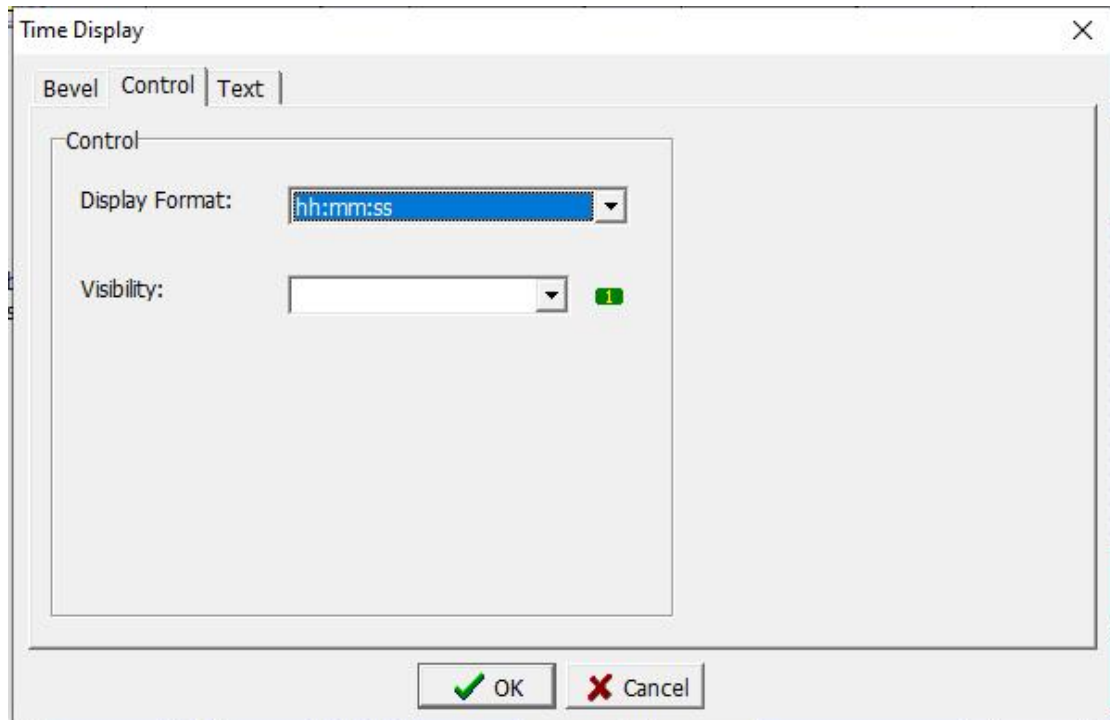 Time Display
Bevel Control Text
Control
Display Format: hh:mm:ss
Visibility: 1
OK Cancel